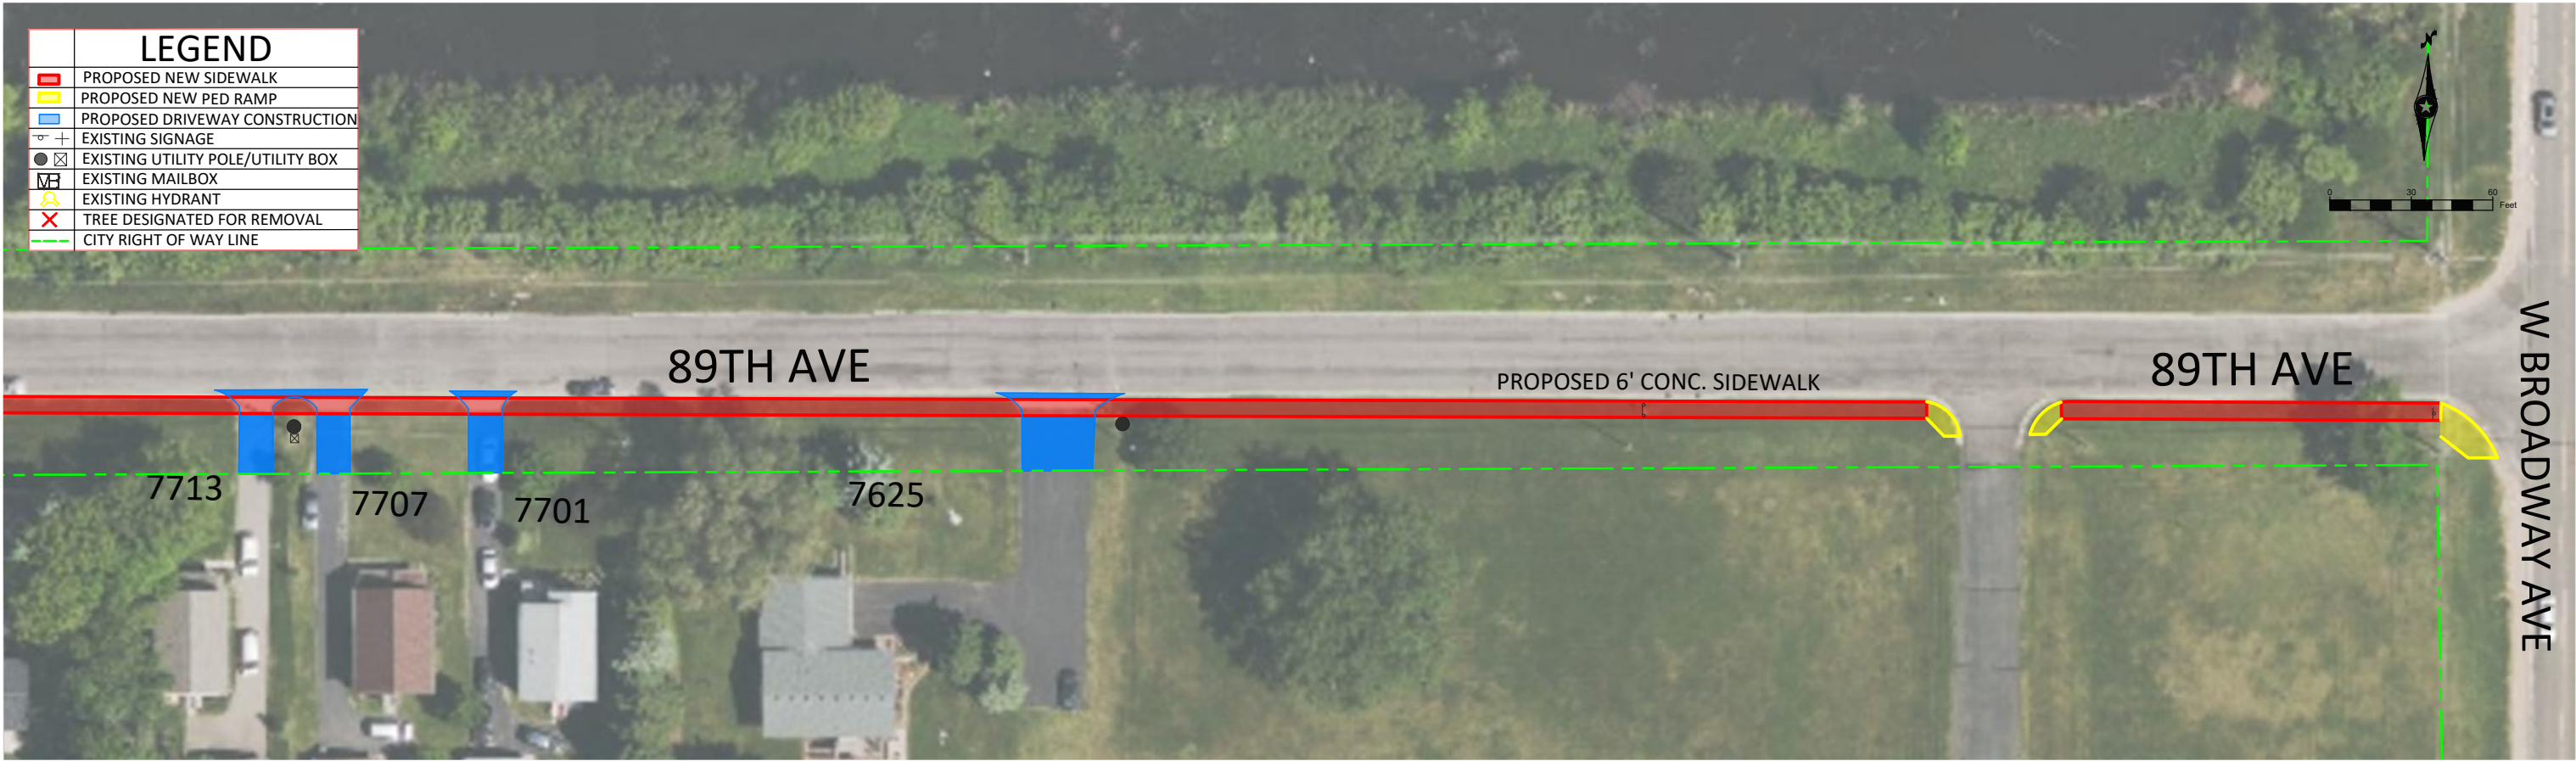 LEGEND
PROPOSED NEW SIDEWALK
PROPOSED NEW PED RAMP
PROPOSED DRIVEWAY CONSTRUCTION
EXISTING SIGNAGE
EXISTING UTILITY POLE/UTILITY BOX
MB EXISTING MAILBOX
EXISTING HYDRANT
TREE DESIGNATED FOR REMOVAL
CITY RIGHT OF WAY LINE
N
0 30 60
Feet
89TH AVE
PROPOSED 6' CONC. SIDEWALK
89TH AVE
W BROADWAY AVE
7713
7707
7701
7625